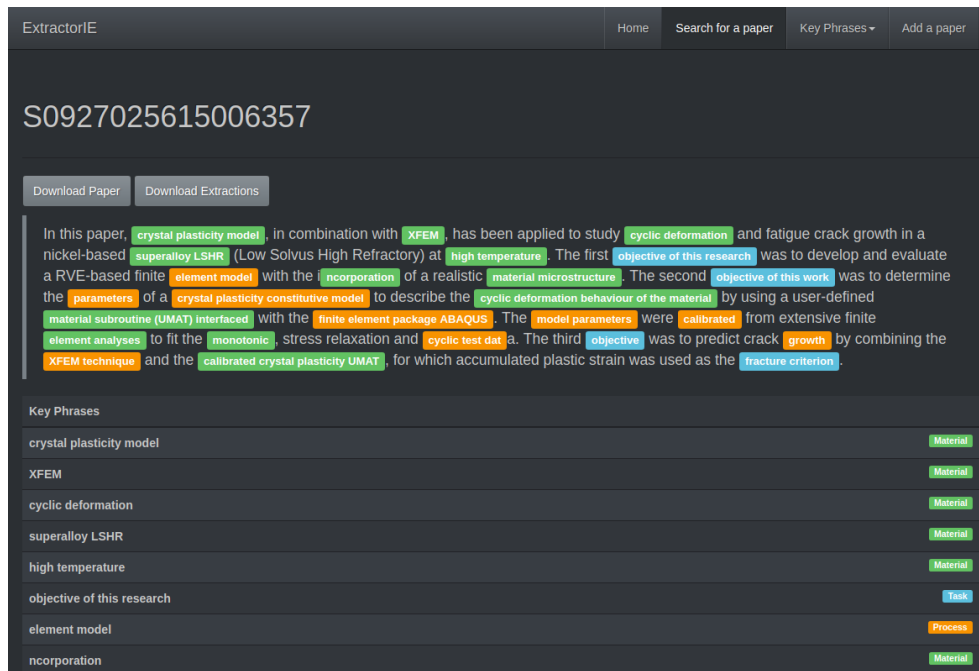 ExtractorIE Home Search for a paper Key Phrases Add a paper
S0927025615006357
Download Paper Download Extractions
In this paper, crystal plasticity model, in combination with XFEM, has been applied to study cyclic deformation and fatigue crack growth in a
nickel-based superalloy LSHR (Low Solvus High Refractory) at high temperature. The first objective of this research was to develop and evaluate
a RVE-based finite element model with the incorporation of a realistic material microstructure. The second objective of this work was to determine
the parameters of a crystal plasticity constitutive model to describe the cyclic deformation behaviour of the material by using a user-defined
material subroutine (UMAT) interfaced with the finite element package ABAQUS. The model parameters were calibrated from extensive finite
element analyses to fit the monotonic, stress relaxation and cyclic test data. The third objective was to predict crack growth by combining the
XFEM technique and the calibrated crystal plasticity UMAT, for which accumulated plastic strain was used as the fracture criterion.
Key Phrases
crystal plasticity model Material
XFEM Material
cyclic deformation Material
superalloy LSHR Material
high temperature Material
objective of this research Task
element model Process
ncorporation Material